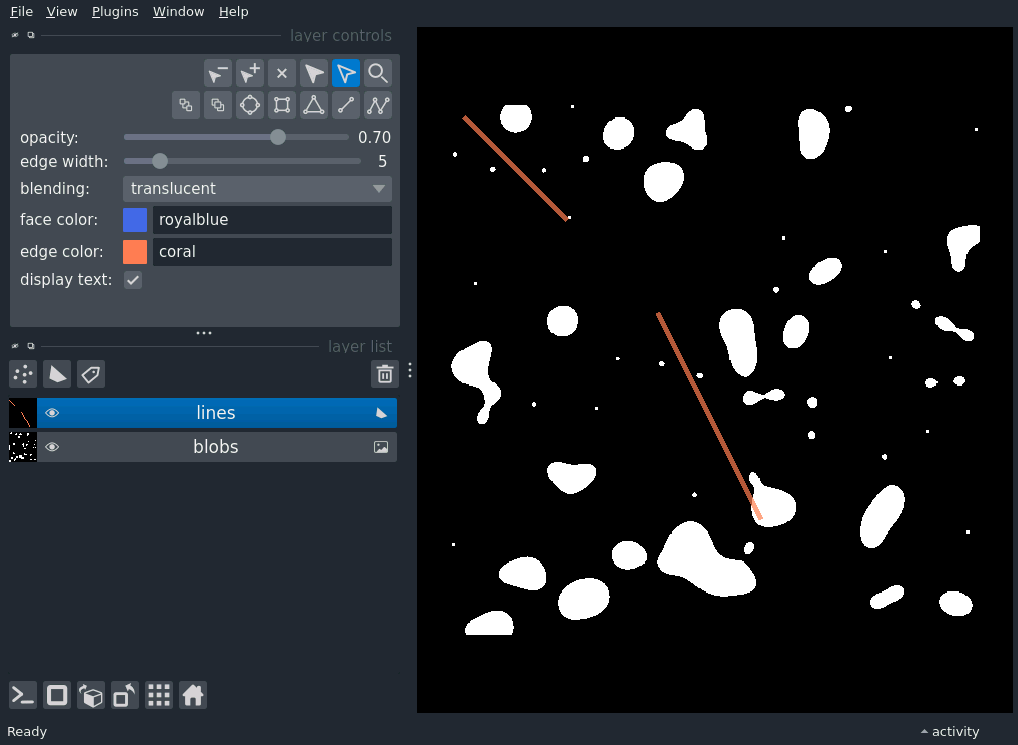 File View Plugins Window Help
layer controls
opacity: 0.70
edge width: 5
blending: translucent
face color: royalblue
edge color: coral
display text:
layer list
lines
blobs
Ready
activity